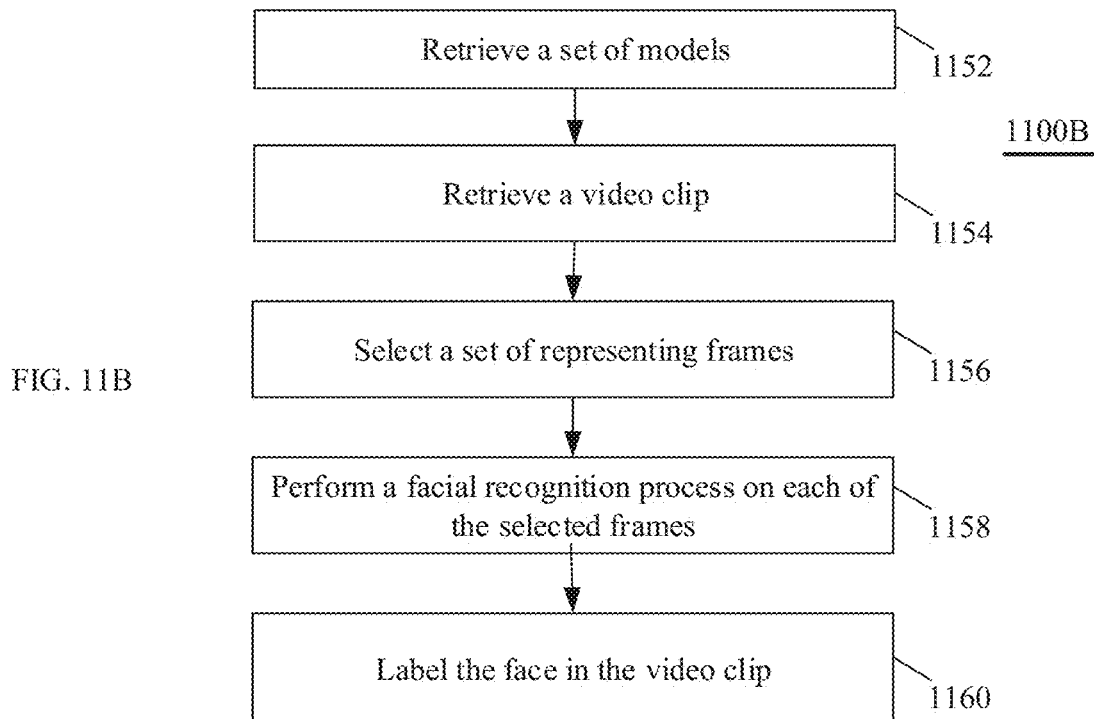 Retrieve a set of models
1152
1100B
Retrieve a video clip
1154
Select a set of representing frames
1156
FIG. 11B
Perform a facial recognition process on each of
the selected frames
1158
Label the face in the video clip
1160